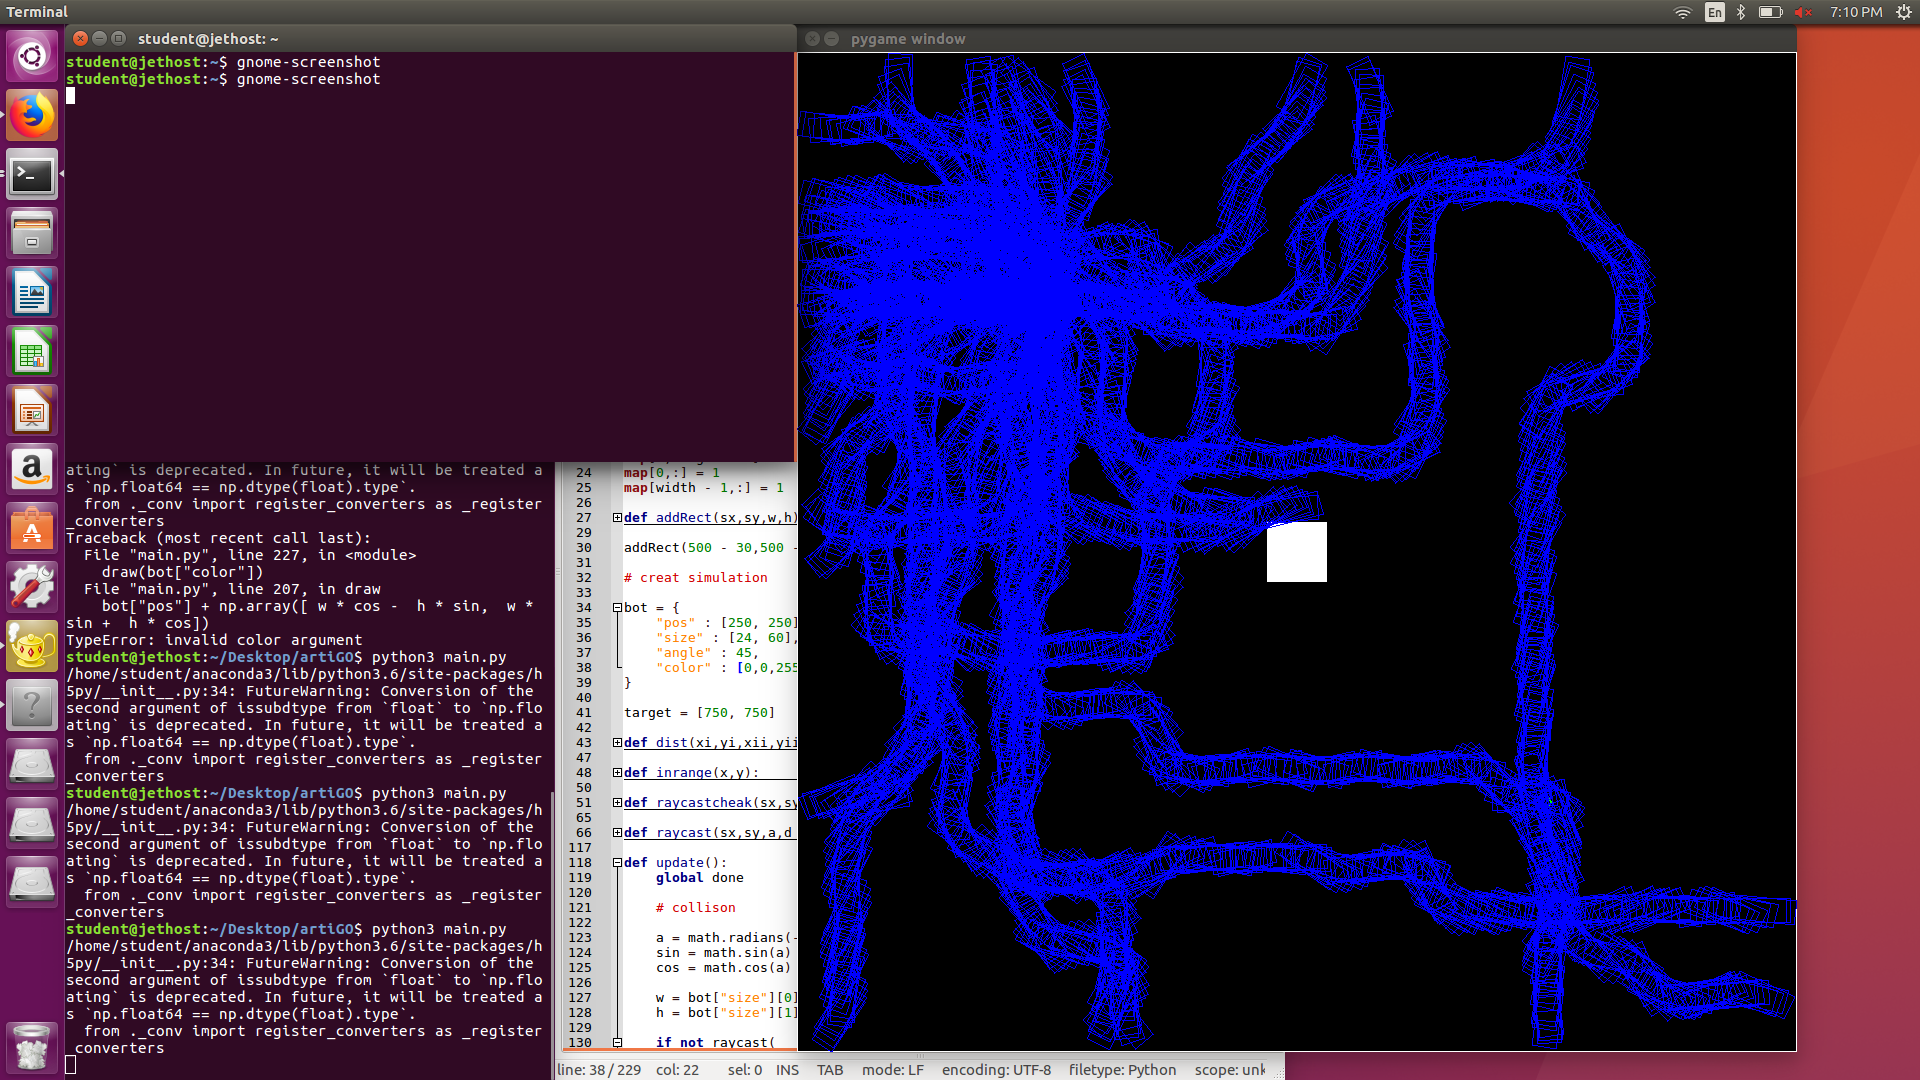 Terminal
En
7:10 PM
student@jethost: ~
student@jethost:~$ gnome-screenshot
student@jethost:~$ gnome-screenshot
ating` is deprecated. In future, it will be treated a
s `np.float64 == np.dtype(float).type`.
  from ._conv import register_converters as _register
_converters
Traceback (most recent call last):
  File "main.py", line 227, in <module>
    draw(bot["color"])
  File "main.py", line 207, in draw
    bot["pos"] + np.array([ w * cos -  h * sin,  w *
sin +  h * cos])
TypeError: invalid color argument
student@jethost:~/Desktop/artiGO$ python3 main.py
/home/student/anaconda3/lib/python3.6/site-packages/h
5py/__init__.py:34: FutureWarning: Conversion of the
second argument of issubdtype from `float` to `np.flo
ating` is deprecated. In future, it will be treated a
s `np.float64 == np.dtype(float).type`.
  from ._conv import register_converters as _register
_converters
student@jethost:~/Desktop/artiGO$ python3 main.py
/home/student/anaconda3/lib/python3.6/site-packages/h
5py/__init__.py:34: FutureWarning: Conversion of the
second argument of issubdtype from `float` to `np.flo
ating` is deprecated. In future, it will be treated a
s `np.float64 == np.dtype(float).type`.
  from ._conv import register_converters as _register
_converters
student@jethost:~/Desktop/artiGO$ python3 main.py
/home/student/anaconda3/lib/python3.6/site-packages/h
5py/__init__.py:34: FutureWarning: Conversion of the
second argument of issubdtype from `float` to `np.flo
ating` is deprecated. In future, it will be treated a
s `np.float64 == np.dtype(float).type`.
  from ._conv import register_converters as _register
_converters
24 map[0,:] = 1
25 map[width - 1,:] = 1
26
27 def addRect(sx,sy,w,h)
29
30 addRect(500 - 30,500 -
31
32 # creat simulation
33
34 bot = {
35     "pos" : [250, 250]
36     "size" : [24, 60],
37     "angle" : 45,
38     "color" : [0,0,255
39 }
40
41 target = [750, 750]
42
43 def dist(xi,yi,xii,yii
47
48 def inrange(x,y):
50
51 def raycastcheak(sx,sy
65
66 def raycast(sx,sy,a,d
117
118 def update():
119     global done
120
121     # collison
122
123     a = math.radians(-
124     sin = math.sin(a)
125     cos = math.cos(a)
126
127     w = bot["size"][0]
128     h = bot["size"][1]
129
130     if not raycast(
line: 38 / 229 col: 22 sel: 0 INS TAB mode: LF encoding: UTF-8 filetype: Python scope: unk
pygame window